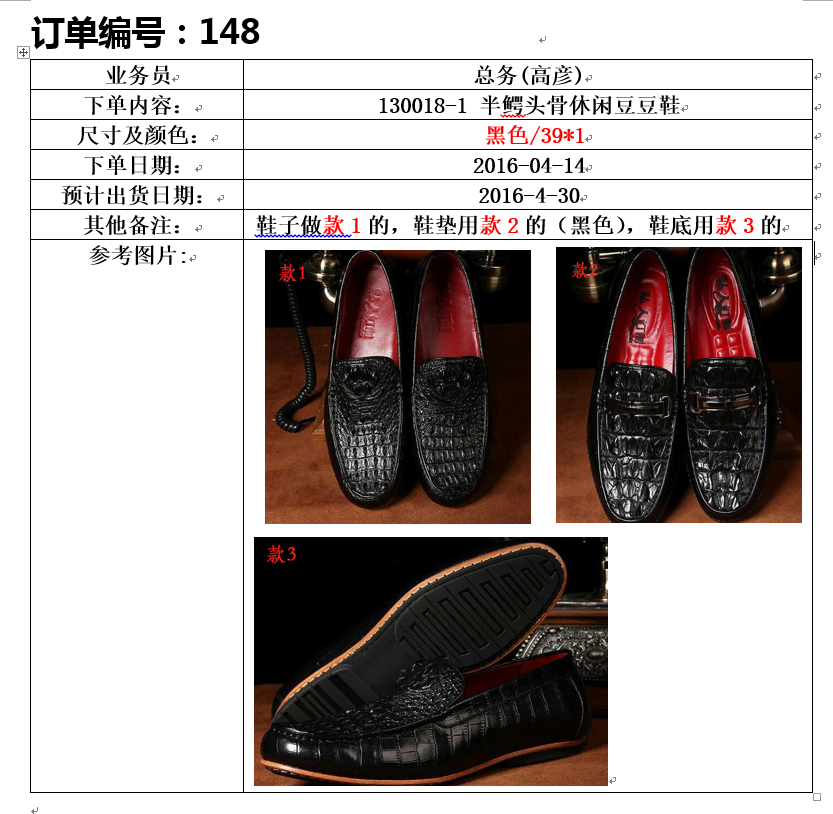 订单编号：148
业务员 总务(高彦)
下单内容： 130018-1 半鳄头骨休闲豆豆鞋
尺寸及颜色： 黑色/39*1
下单日期： 2016-04-14
预计出货日期： 2016-4-30
其他备注： 鞋子做款1的，鞋垫用款2的（黑色），鞋底用款3的
参考图片:
款1
款2
款3